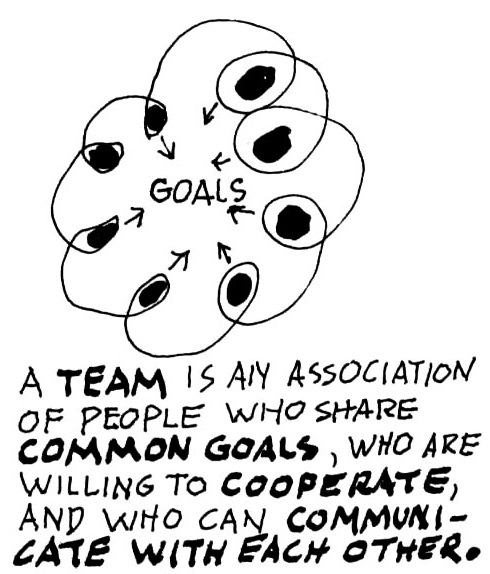 GOALS
A TEAM IS AN ASSOCIATION
OF PEOPLE WHO SHARE
COMMON GOALS, WHO ARE
WILLING TO COOPERATE,
AND WHO CAN COMMUNI-
CATE WITH EACH OTHER.